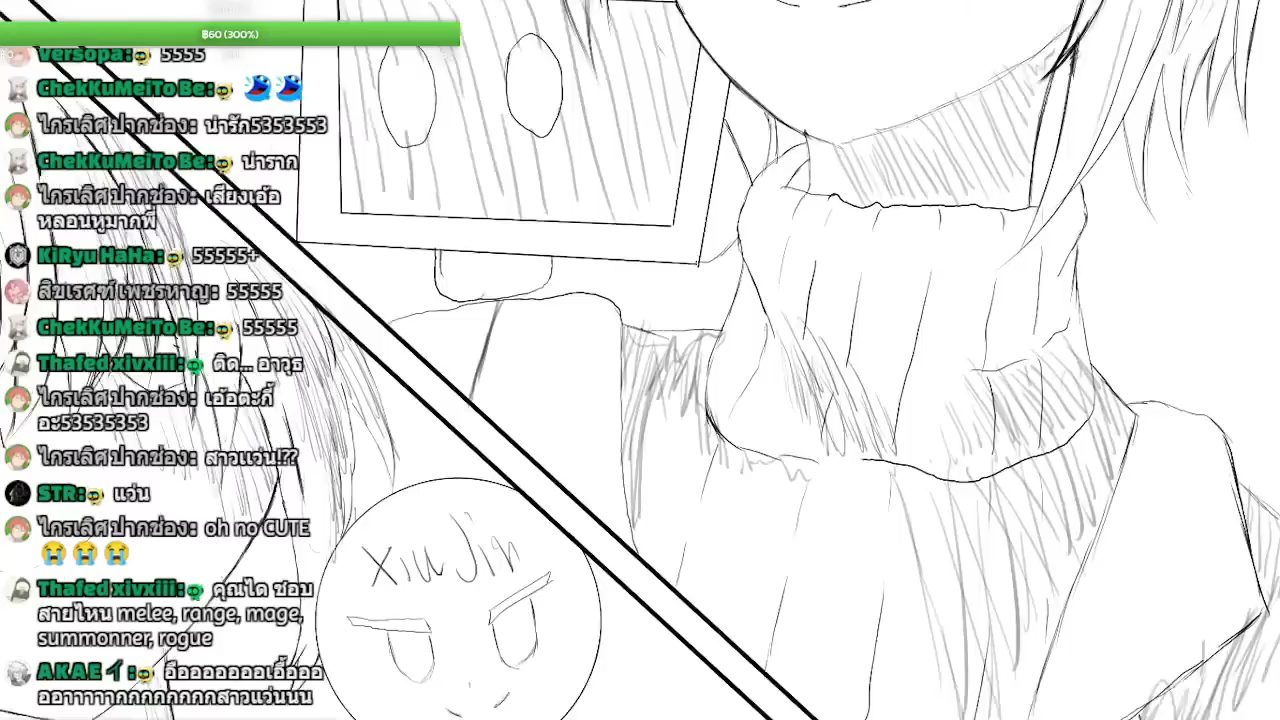 ฿60 (300%)
Versopa: 5555
ChekKuMeiTo Be:
ไกรเลิศ ปากช่อง: น่ารัก5353553
ChekKuMeiTo Be: น่าราก
ไกรเลิศ ปากช่อง: เสียงเอ้อ
หลอนหูมากพี่
KiRyu HaHa: 55555+
สิขเรศฑ์ เพชรหาญ: 55555
ChekKuMeiTo Be: 55555
Thafed xivxiii: ติด... อาวุธ
ไกรเลิศ ปากช่อง: เอ้อตะกี้
อะ53535353
ไกรเลิศ ปากช่อง: สาวแว่น!??
STR: แว่น
ไกรเลิศ ปากช่อง: oh no CUTE
😭😭😭
Thafed xivxiii: คุณได ชอบ
สายไหน melee, range, mage,
summonner, rogue
AKAE イ: อืออออออออเอื้อออ
ออาาาาากกกกกกกกสาวแว่นนน
XIU JIN